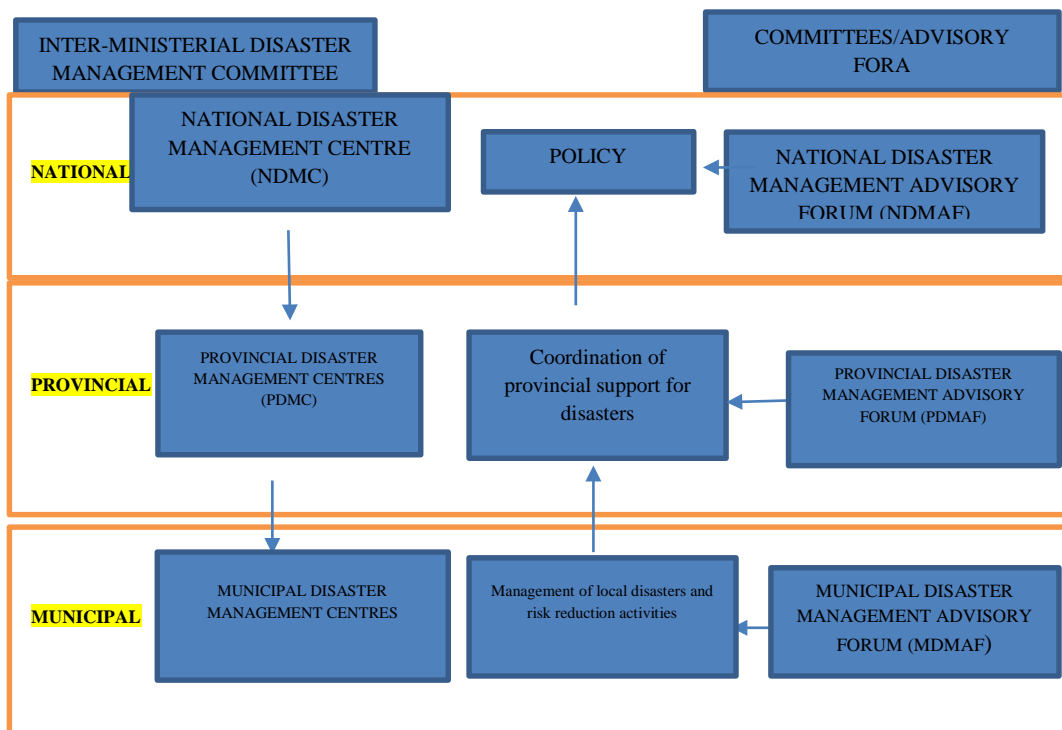 INTER-MINISTERIAL DISASTER
MANAGEMENT COMMITTEE
COMMITTEES/ADVISORY
FORA
NATIONAL
NATIONAL DISASTER
MANAGEMENT CENTRE
(NDMC)
POLICY
NATIONAL DISASTER
MANAGEMENT ADVISORY
FORUM (NDMAF)
PROVINCIAL
PROVINCIAL DISASTER
MANAGEMENT CENTRES
(PDMC)
Coordination of
provincial support for
disasters
PROVINCIAL DISASTER
MANAGEMENT ADVISORY
FORUM (PDMAF)
MUNICIPAL
MUNICIPAL DISASTER
MANAGEMENT CENTRES
Management of local disasters and
risk reduction activities
MUNICIPAL DISASTER
MANAGEMENT ADVISORY
FORUM (MDMAF)